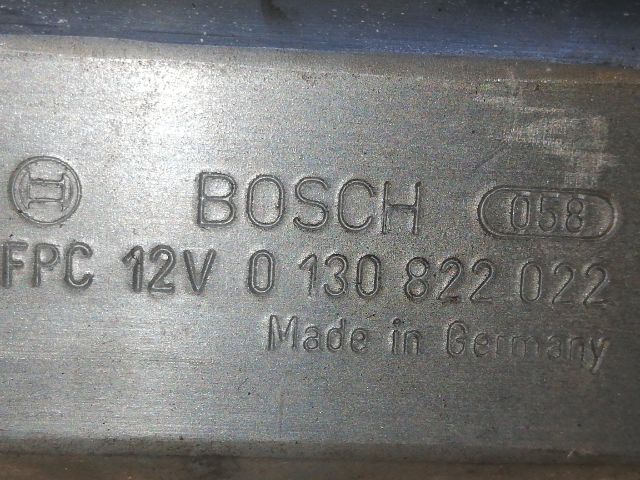 BOSCH 058
FPC 12V 0 130 822 022
Made in Germany